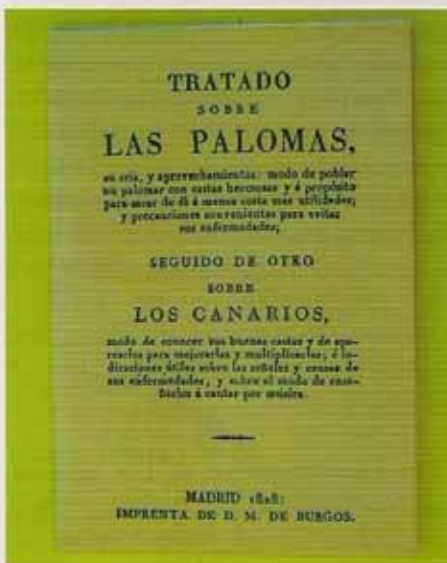 TRATADO
SOBRE
LAS PALOMAS,
su cria, y aprovechamientos: modo de poblar
un palomar con castas hermosas y á propósito
para sacar de él á menos costa mas utilidades;
y precauciones convenientes para evitar
sus enfermedades;
SEGUIDO DE OTRO
SOBRE
LOS CANARIOS,
modo de conocer sus buenas castas y de apa-
rearlos para mejorarlas y multiplicarlas; é in-
dicaciones útiles sobre las señales y causas de
sus enfermedades, y sobre el modo de ense-
ñarlos á cantar por música.
MADRID 1828:
IMPRENTA DE D. M. DE BURGOS.